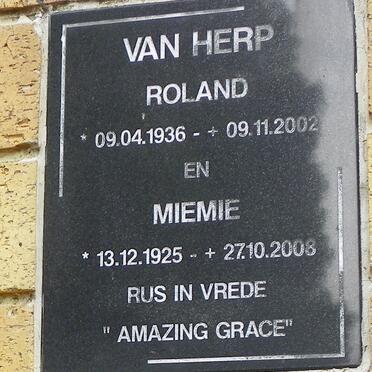 VAN HERP
ROLAND
* 09.04.1936 - + 09.11.2002
EN
MIEMIE
* 13.12.1925 - + 27.10.2008
RUS IN VREDE
" AMAZING GRACE"